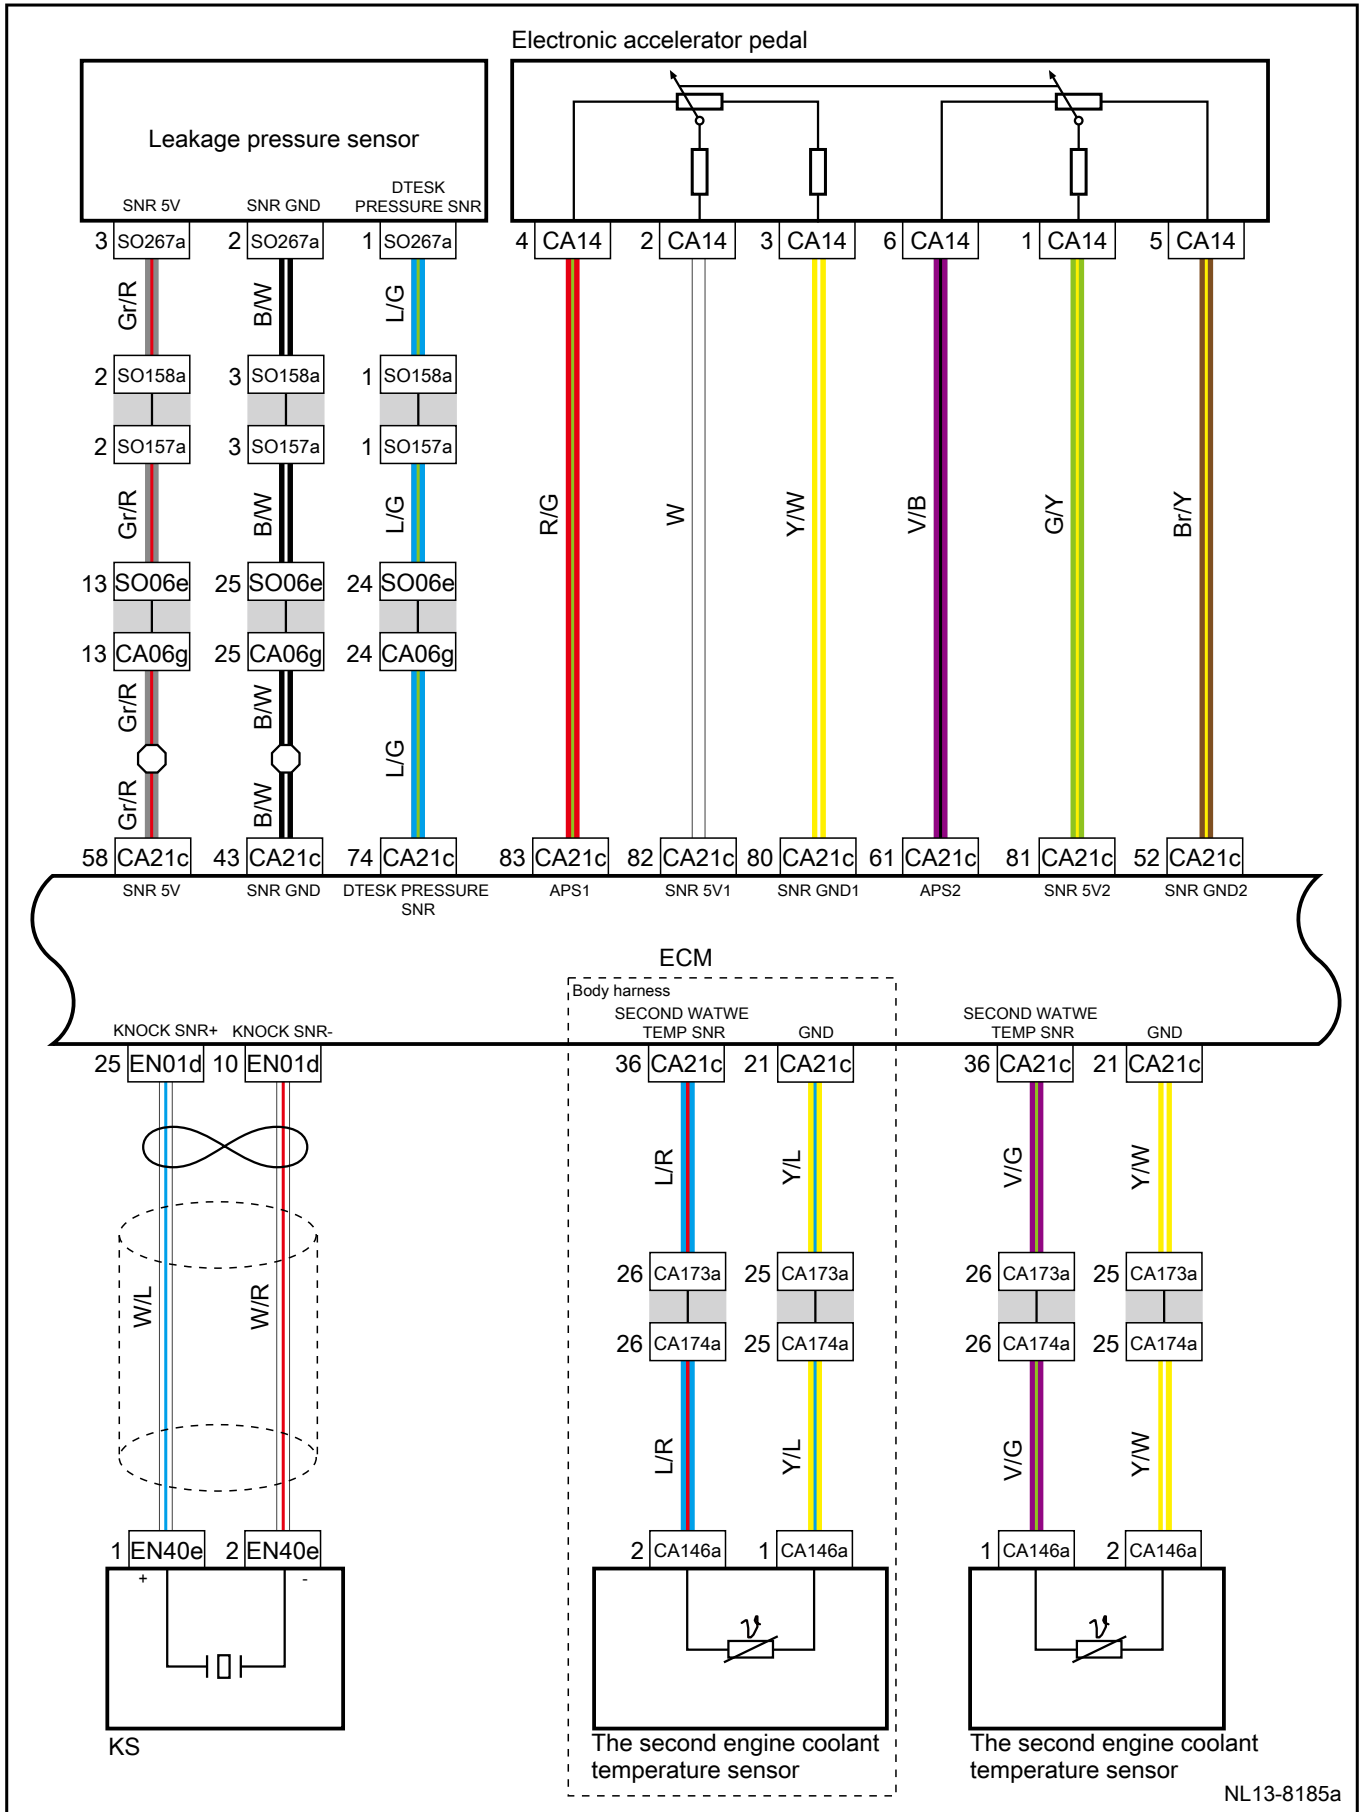 Electronic accelerator pedal
Leakage pressure sensor
SNR 5V
SNR GND
DTESK
PRESSURE SNR
3 SO267a 2 SO267a 1 SO267a 4 CA14 2 CA14 3 CA14 6 CA14 1 CA14 5 CA14
Gr/R B/W L/G
2 SO158a 3 SO158a 1 SO158a
2 SO157a 3 SO157a 1 SO157a
Gr/R B/W L/G R/G W Y/W V/B G/Y Br/Y
13 SO06e 25 SO06e 24 SO06e
13 CA06g 25 CA06g 24 CA06g
Gr/R B/W L/G
Gr/R B/W
58 CA21c 43 CA21c 74 CA21c 83 CA21c 82 CA21c 80 CA21c 61 CA21c 81 CA21c 52 CA21c
SNR 5V SNR GND DTESK PRESSURE
SNR
APS1 SNR 5V1 SNR GND1 APS2 SNR 5V2 SNR GND2
ECM
Body harness
KNOCK SNR+ KNOCK SNR-
SECOND WATWE
TEMP SNR
GND
SECOND WATWE
TEMP SNR
GND
25 EN01d 10 EN01d 36 CA21c 21 CA21c 36 CA21c 21 CA21c
L/R Y/L V/G Y/W
W/L W/R
26 CA173a 25 CA173a 26 CA173a 25 CA173a
26 CA174a 25 CA174a 26 CA174a 25 CA174a
L/R Y/L V/G Y/W
1 EN40e 2 EN40e 2 CA146a 1 CA146a 1 CA146a 2 CA146a
+ -
ϑ ϑ
KS
The second engine coolant
temperature sensor
The second engine coolant
temperature sensor
NL13-8185a